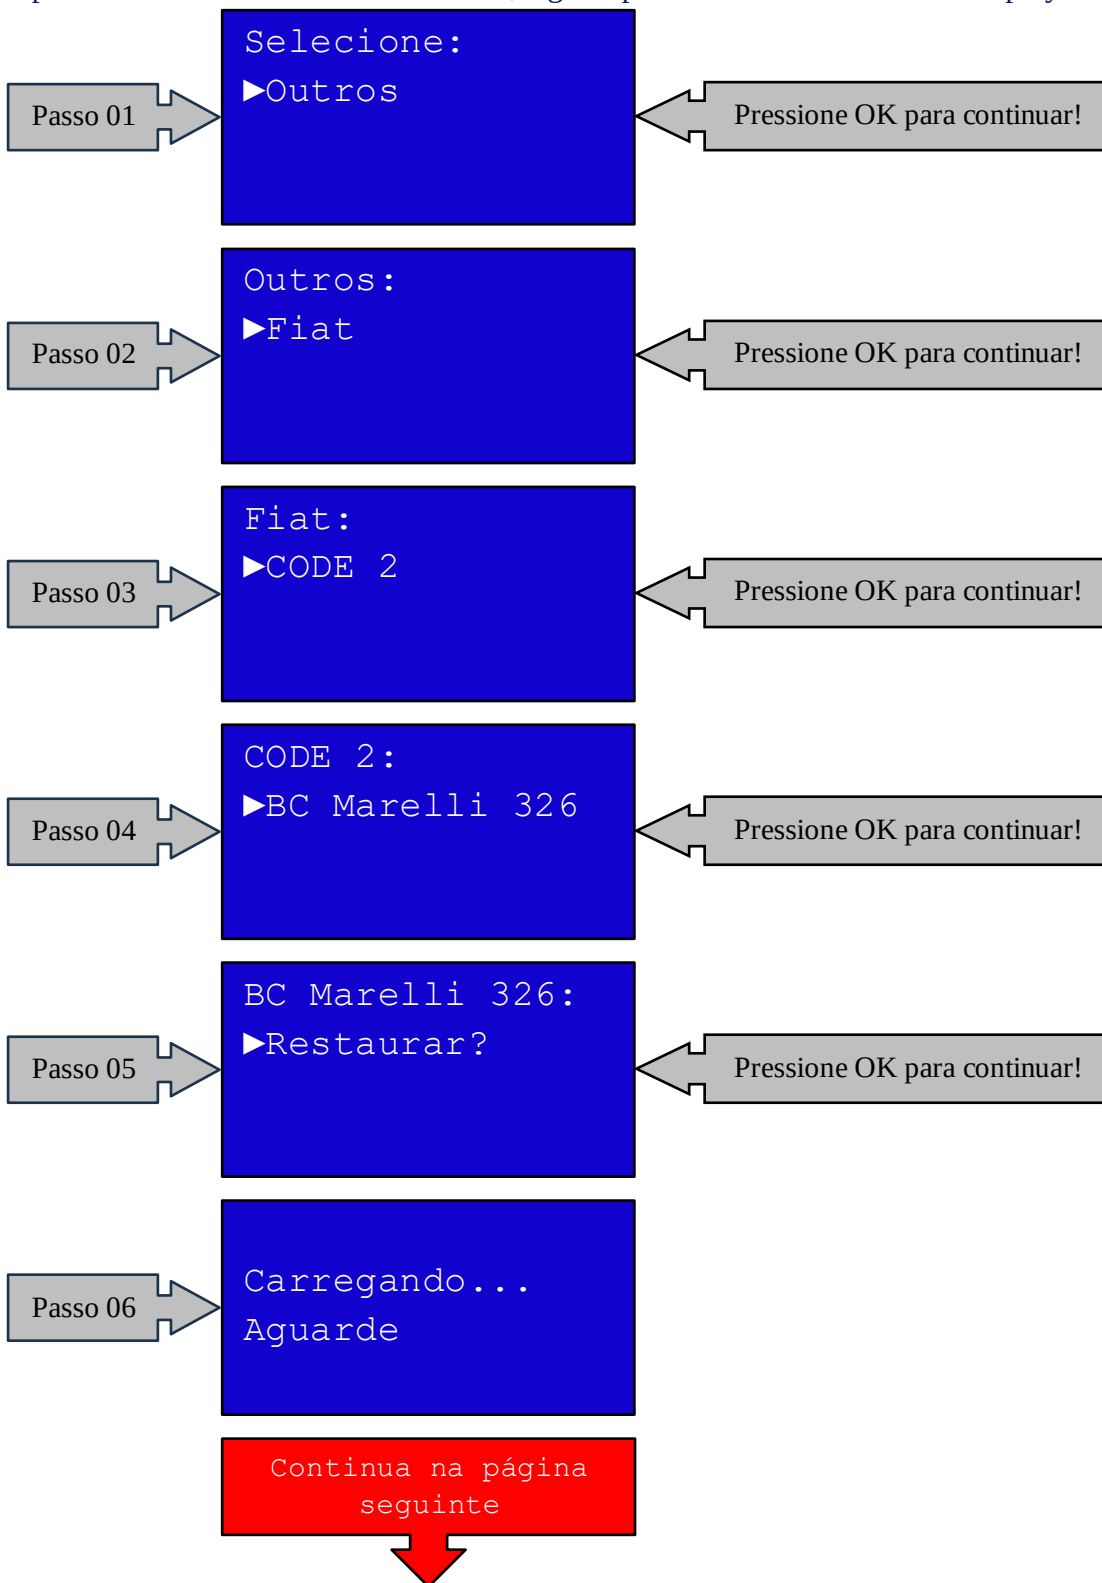 Selecione:
►Outros
Passo 01
Pressione OK para continuar!
Outros:
►Fiat
Passo 02
Pressione OK para continuar!
Fiat:
►CODE 2
Passo 03
Pressione OK para continuar!
CODE 2:
►BC Marelli 326
Passo 04
Pressione OK para continuar!
BC Marelli 326:
►Restaurar?
Passo 05
Pressione OK para continuar!
Carregando...
Aguarde
Passo 06
Continua na página
seguinte